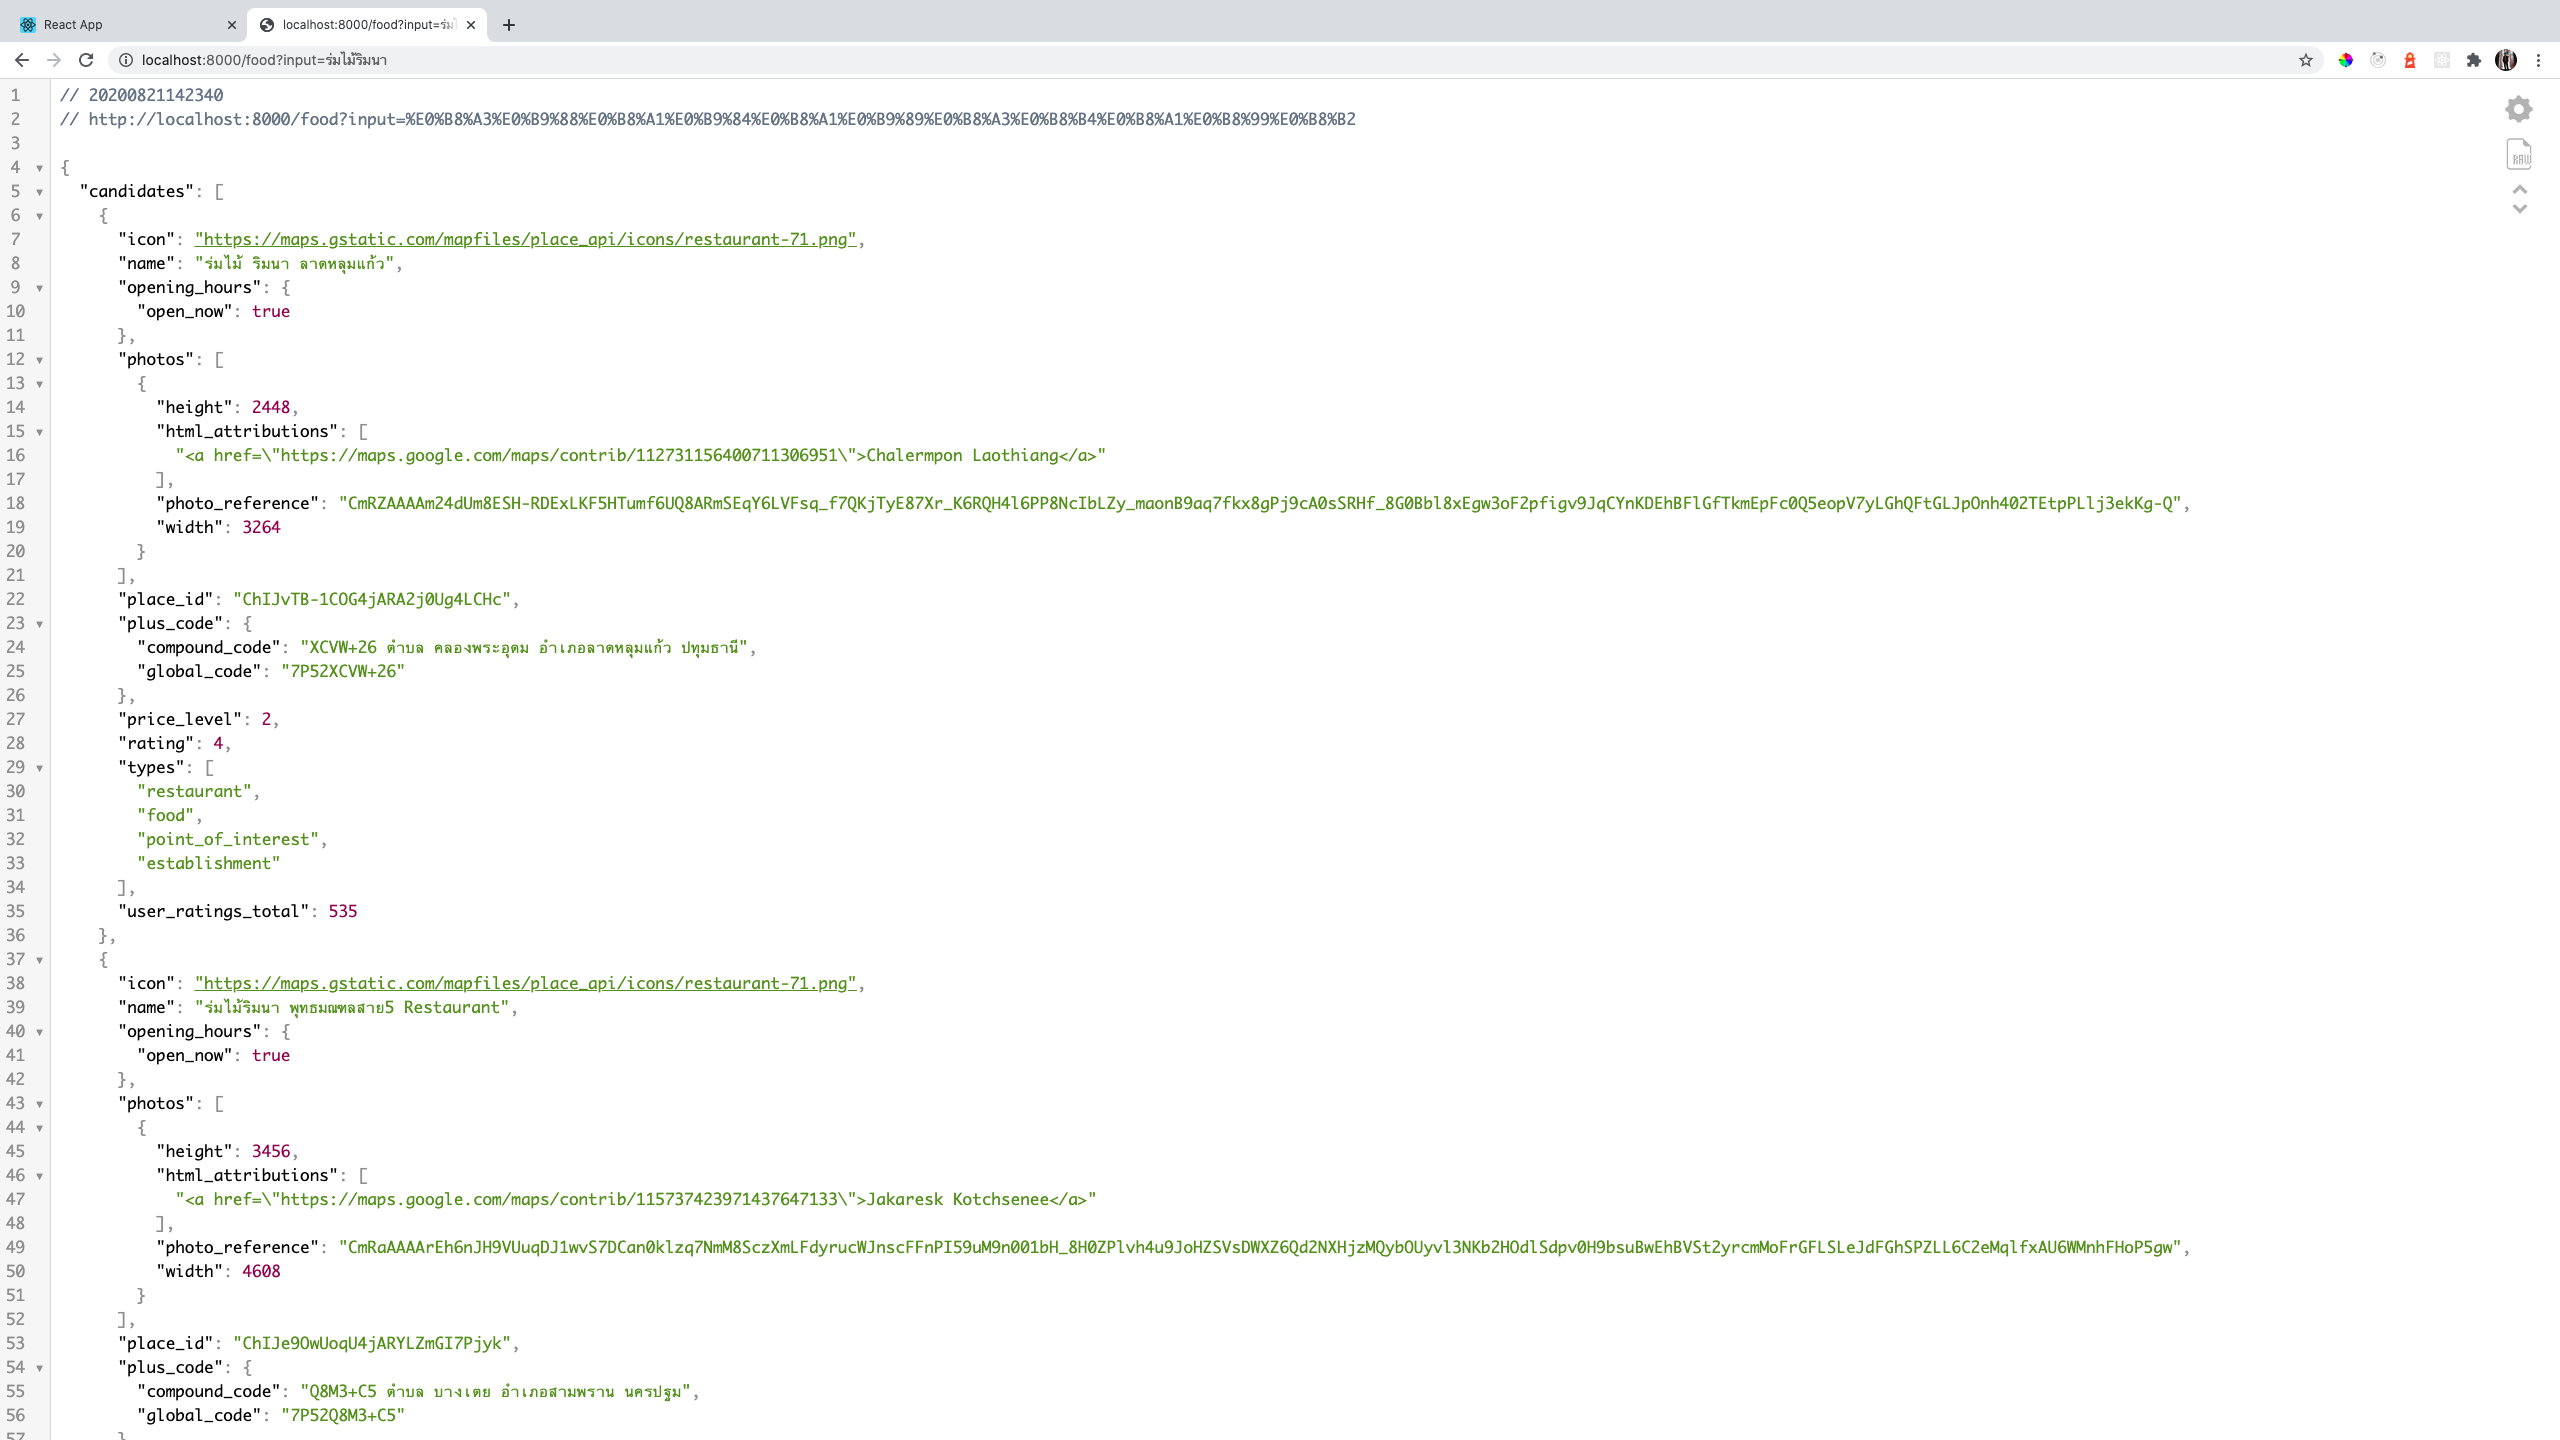 React App
localhost:8000/food?input=ร่มไ
localhost:8000/food?input=ร่มไม้ริมนา
1 // 20200821142340
2 // http://localhost:8000/food?input=%E0%B8%A3%E0%B9%88%E0%B8%A1%E0%B9%84%E0%B8%A1%E0%B9%89%E0%B8%A3%E0%B8%B4%E0%B8%A1%E0%B8%99%E0%B8%B2
3
4 {
5 "candidates": [
6 {
7 "icon": "https://maps.gstatic.com/mapfiles/place_api/icons/restaurant-71.png",
8 "name": "ร่มไม้ ริมนา ลาดหลุมแก้ว",
9 "opening_hours": {
10 "open_now": true
11 },
12 "photos": [
13 {
14 "height": 2448,
15 "html_attributions": [
16 "<a href=\"https://maps.google.com/maps/contrib/112731156400711306951\">Chalermpon Laothiang</a>"
17 ],
18 "photo_reference": "CmRZAAAAm24dUm8ESH-RDExLKF5HTumf6UQ8ARmSEqY6LVFsq_f7QKjTyE87Xr_K6RQH4l6PP8NcIbLZy_maonB9aq7fkx8gPj9cA0sSRHf_8G0Bbl8xEgw3oF2pfigv9JqCYnKDEhBFlGfTkmEpFc0Q5eopV7yLGhQFtGLJpOnh402TEtpPLlj3ekKg-Q",
19 "width": 3264
20 }
21 ],
22 "place_id": "ChIJvTB-1COG4jARA2j0Ug4LCHc",
23 "plus_code": {
24 "compound_code": "XCVW+26 ตำบล คลองพระอุดม อำเภอลาดหลุมแก้ว ปทุมธานี",
25 "global_code": "7P52XCVW+26"
26 },
27 "price_level": 2,
28 "rating": 4,
29 "types": [
30 "restaurant",
31 "food",
32 "point_of_interest",
33 "establishment"
34 ],
35 "user_ratings_total": 535
36 },
37 {
38 "icon": "https://maps.gstatic.com/mapfiles/place_api/icons/restaurant-71.png",
39 "name": "ร่มไม้ริมนา พุทธมณฑลสาย5 Restaurant",
40 "opening_hours": {
41 "open_now": true
42 },
43 "photos": [
44 {
45 "height": 3456,
46 "html_attributions": [
47 "<a href=\"https://maps.google.com/maps/contrib/115737423971437647133\">Jakaresk Kotchsenee</a>"
48 ],
49 "photo_reference": "CmRaAAAArEh6nJH9VUuqDJ1wvS7DCan0klzq7NmM8SczXmLFdyrucWJnscFFnPI59uM9n001bH_8H0ZPlvh4u9JoHZSVsDWXZ6Qd2NXHjzMQybOUyvl3NKb2HOdlSdpv0H9bsuBwEhBVSt2yrcmMoFrGFLSLeJdFGhSPZLL6C2eMqlfxAU6WMnhFHoP5gw",
50 "width": 4608
51 }
52 ],
53 "place_id": "ChIJe9OwUoqU4jARYLZmGI7Pjyk",
54 "plus_code": {
55 "compound_code": "Q8M3+C5 ตำบล บางเตย อำเภอสามพราน นครปฐม",
56 "global_code": "7P52Q8M3+C5"
57 }
RAW